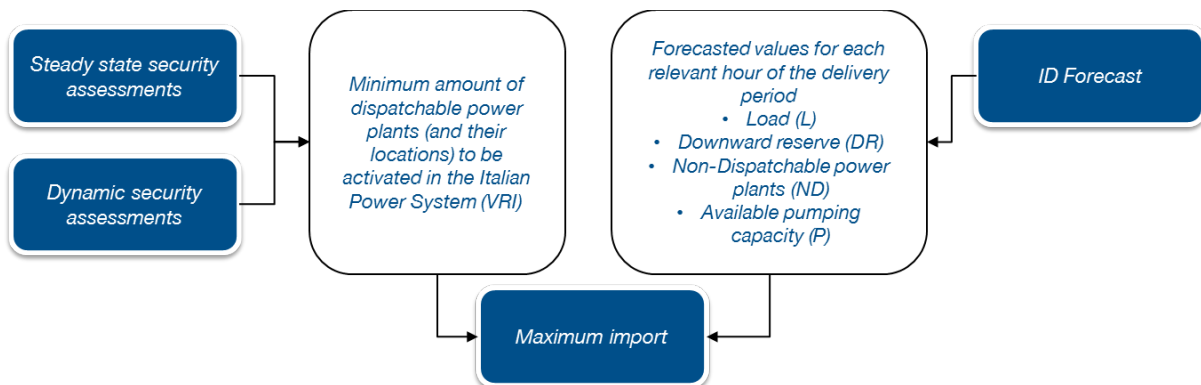 Steady state security
assessments
Dynamic security
assessments
Minimum amount of
dispatchable power
plants (and their
locations) to be
activated in the Italian
Power System (VRI)
Forecasted values for each
relevant hour of the delivery
period
• Load (L)
• Downward reserve (DR)
• Non-Dispatchable power
plants (ND)
• Available pumping
capacity (P)
ID Forecast
Maximum import